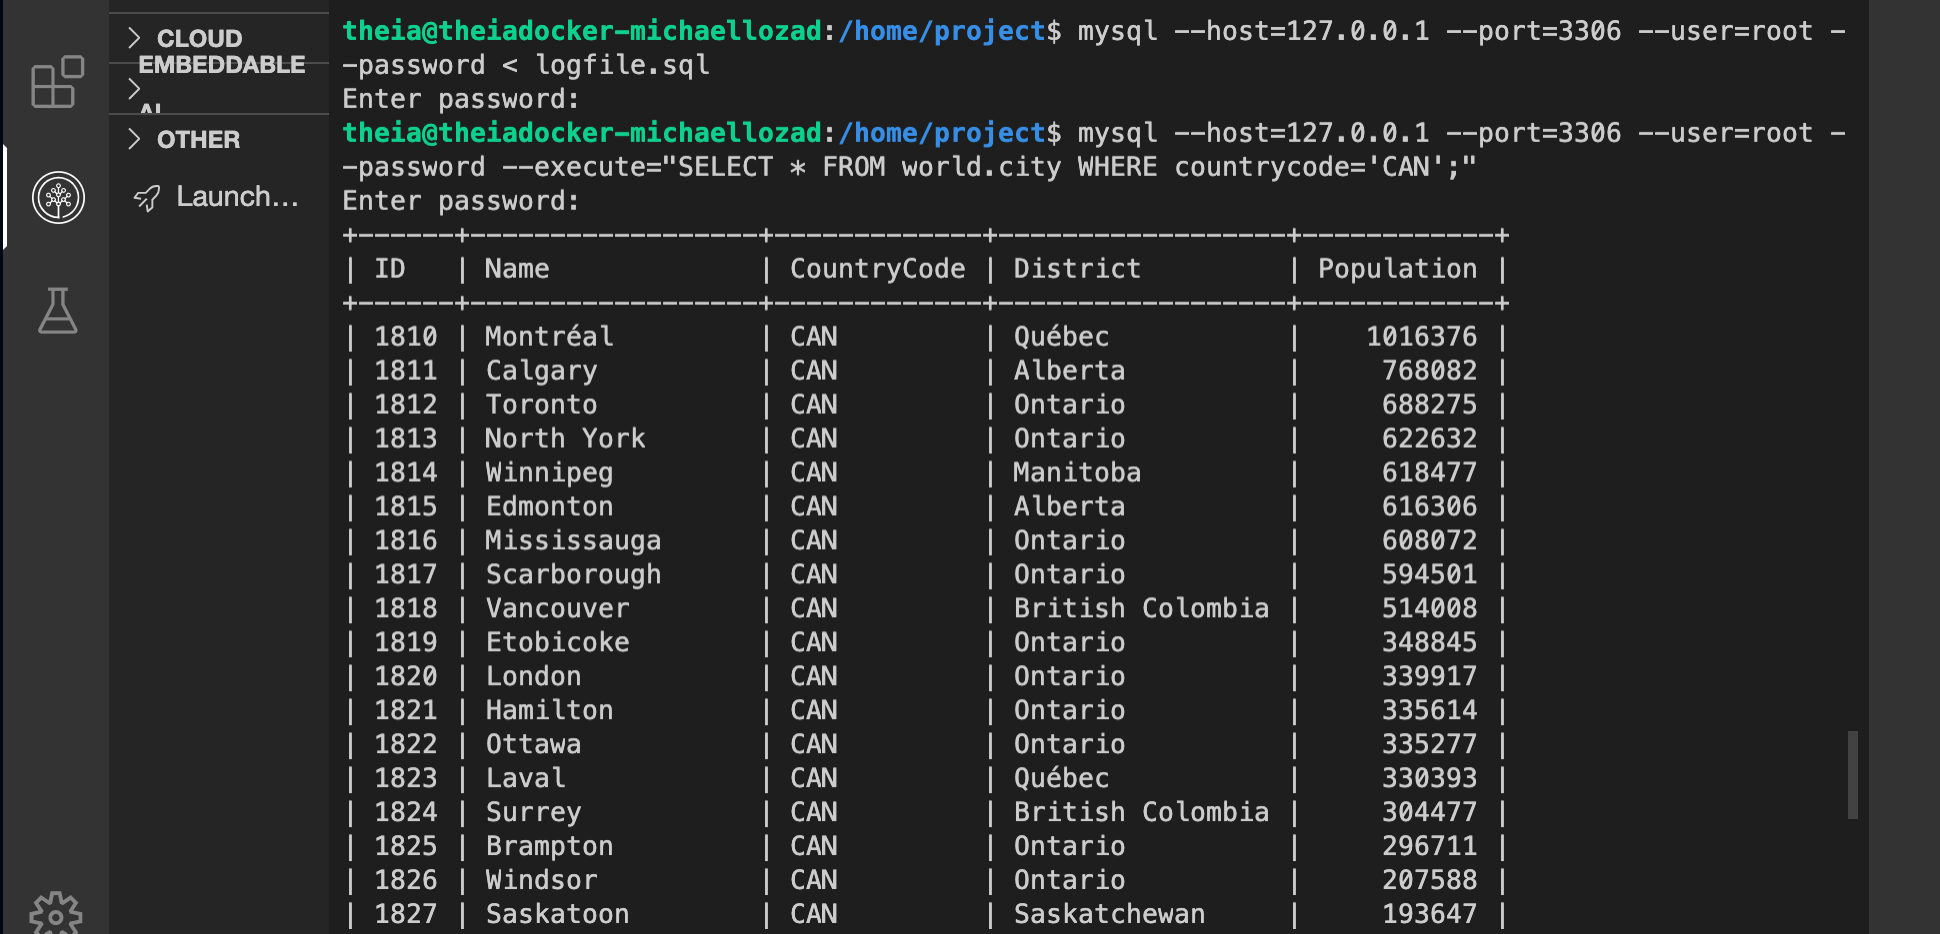 CLOUD
EMBEDDABLE
AI
OTHER
Launch...
theia@theiadocker-michaellozad:/home/project$ mysql --host=127.0.0.1 --port=3306 --user=root -
-password < logfile.sql
Enter password:
theia@theiadocker-michaellozad:/home/project$ mysql --host=127.0.0.1 --port=3306 --user=root -
-password --execute="SELECT * FROM world.city WHERE countrycode='CAN';"
Enter password:
+------+------------------+-------------+------------------+------------+
| ID   | Name             | CountryCode | District         | Population |
+------+------------------+-------------+------------------+------------+
| 1810 | Montréal         | CAN         | Québec           |    1016376 |
| 1811 | Calgary          | CAN         | Alberta          |     768082 |
| 1812 | Toronto          | CAN         | Ontario          |     688275 |
| 1813 | North York       | CAN         | Ontario          |     622632 |
| 1814 | Winnipeg         | CAN         | Manitoba         |     618477 |
| 1815 | Edmonton         | CAN         | Alberta          |     616306 |
| 1816 | Mississauga      | CAN         | Ontario          |     608072 |
| 1817 | Scarborough      | CAN         | Ontario          |     594501 |
| 1818 | Vancouver        | CAN         | British Colombia |     514008 |
| 1819 | Etobicoke        | CAN         | Ontario          |     348845 |
| 1820 | London           | CAN         | Ontario          |     339917 |
| 1821 | Hamilton         | CAN         | Ontario          |     335614 |
| 1822 | Ottawa           | CAN         | Ontario          |     335277 |
| 1823 | Laval            | CAN         | Québec           |     330393 |
| 1824 | Surrey           | CAN         | British Colombia |     304477 |
| 1825 | Brampton         | CAN         | Ontario          |     296711 |
| 1826 | Windsor          | CAN         | Ontario          |     207588 |
| 1827 | Saskatoon        | CAN         | Saskatchewan     |     193647 |